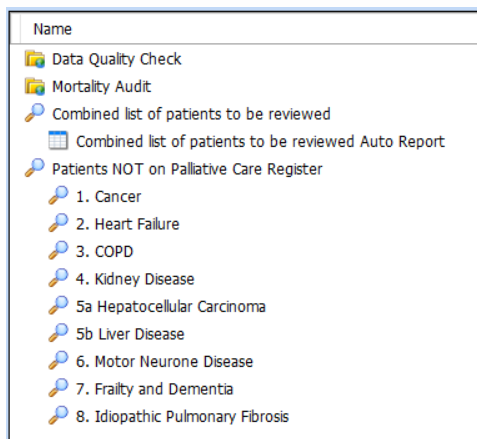 Name
Data Quality Check
Mortality Audit
Combined list of patients to be reviewed
Combined list of patients to be reviewed Auto Report
Patients NOT on Palliative Care Register
1. Cancer
2. Heart Failure
3. COPD
4. Kidney Disease
5a Hepatocellular Carcinoma
5b Liver Disease
6. Motor Neurone Disease
7. Frailty and Dementia
8. Idiopathic Pulmonary Fibrosis